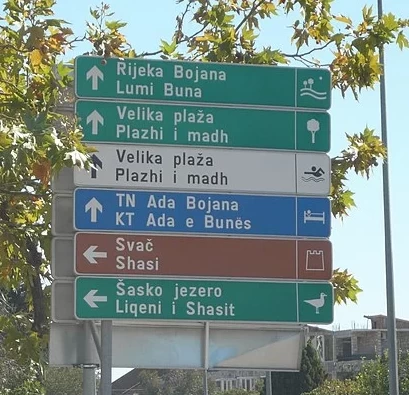 Rijeka Bojana
Lumi Buna
Velika plaža
Plazhi i madh
Velika plaža
Plazhi i madh
TN Ada Bojana
KT Ada e Bunës
Svač
Shasi
Šasko jezero
Liqeni i Shasit